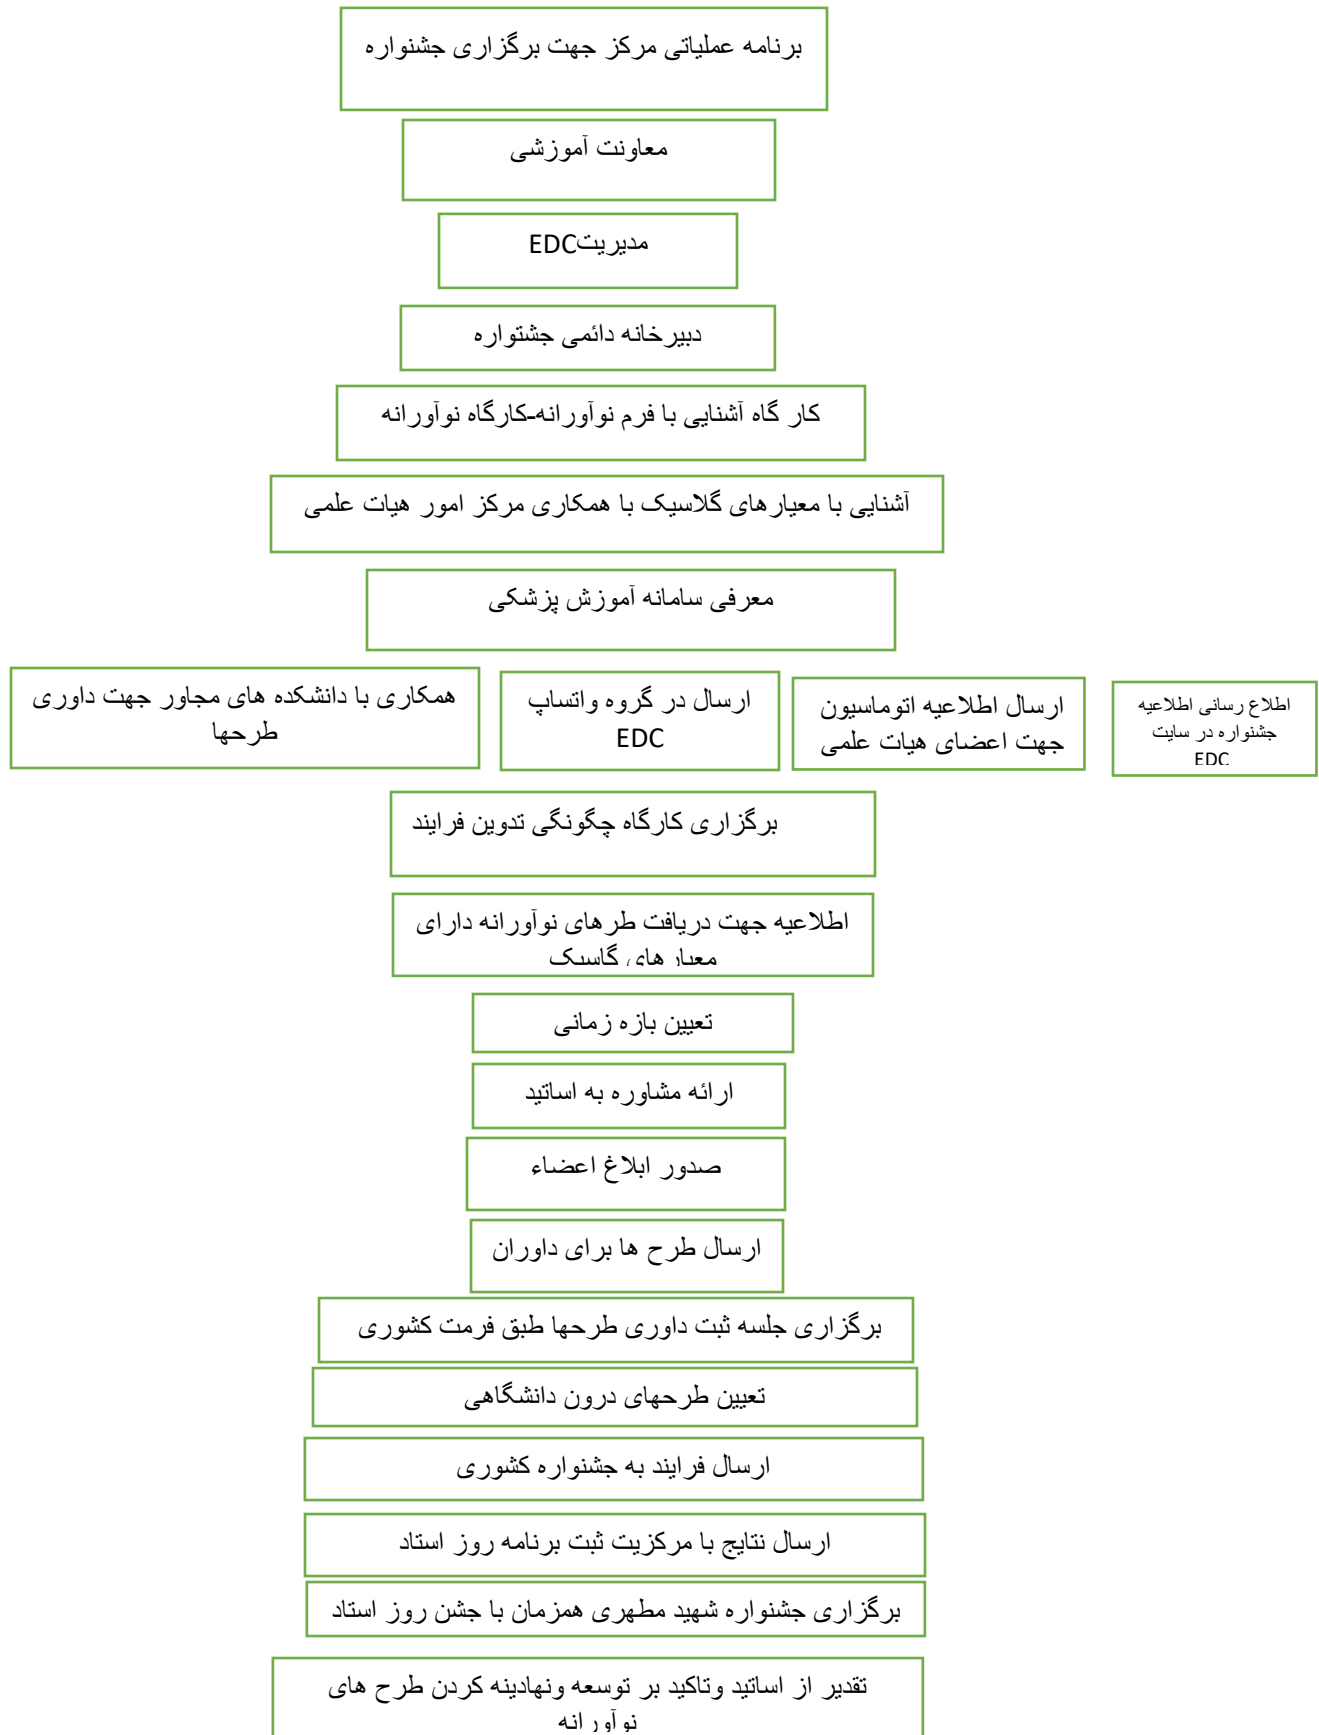 برنامه عملیاتی مرکز جهت برگزاری جشنواره
معاونت آموزشی
مدیریتEDC
دبیرخانه دائمی جشتواره
کار گاه آشنایی با فرم نوآورانه-کارگاه نوآورانه
آشنایی با معیارهای گلاسیک با همکاری مرکز امور هیات علمی
معرفی سامانه آموزش پزشکی
اطلاع رسانی اطلاعیه
جشنواره در سایت
EDC
ارسال اطلاعیه اتوماسیون
جهت اعضای هیات علمی
ارسال در گروه واتساپ
EDC
همکاری با دانشکده های مجاور جهت داوری
طرحها
برگزاری کارگاه چگونگی تدوین فرایند
اطلاعیه جهت دریافت طرهای نوآورانه دارای
معیارهای گاسیک
تعیین بازه زمانی
ارائه مشاوره به اساتید
صدور ابلاغ اعضاء
ارسال طرح ها برای داوران
برگزاری جلسه ثبت داوری طرحها طبق فرمت کشوری
تعیین طرحهای درون دانشگاهی
ارسال فرایند به جشنواره کشوری
ارسال نتایج با مرکزیت ثبت برنامه روز استاد
برگزاری جشنواره شهید مطهری همزمان با جشن روز استاد
تقدیر از اساتید وتاکید بر توسعه ونهادینه کردن طرح های
نوآورانه